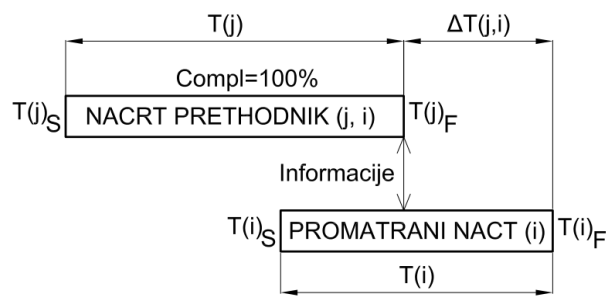 T(j) ΔT(j,i)
Compl=100%
T(j)S NACRT PRETHODNIK (j, i) T(j)F
Informacije
T(i)S PROMATRANI NACT (i) T(i)F
T(i)